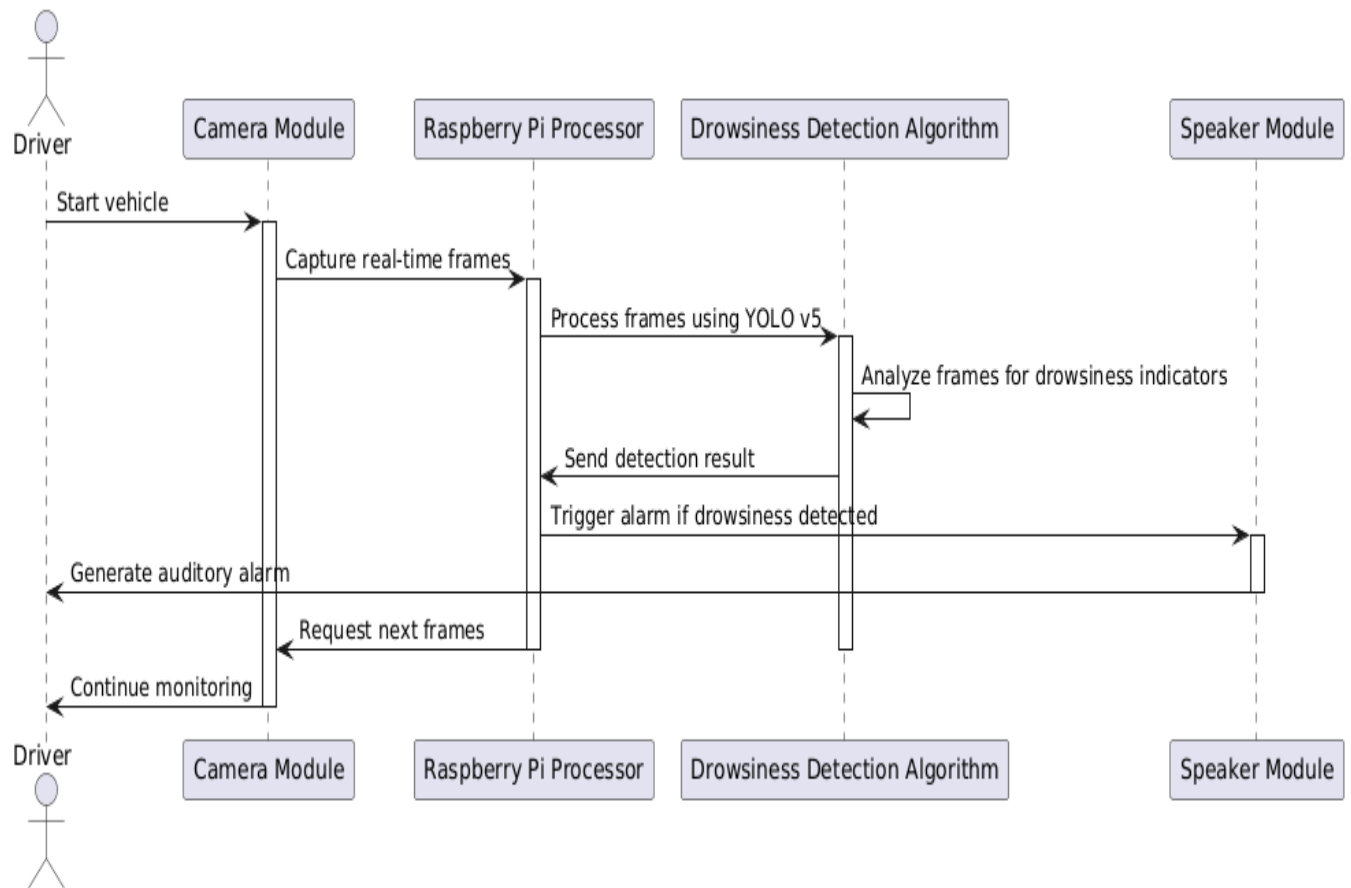 Driver
Camera Module
Raspberry Pi Processor
Drowsiness Detection Algorithm
Speaker Module
Start vehicle
Capture real-time frames
Process frames using YOLO v5
Analyze frames for drowsiness indicators
Send detection result
Trigger alarm if drowsiness detected
Generate auditory alarm
Request next frames
Continue monitoring
Driver
Camera Module
Raspberry Pi Processor
Drowsiness Detection Algorithm
Speaker Module